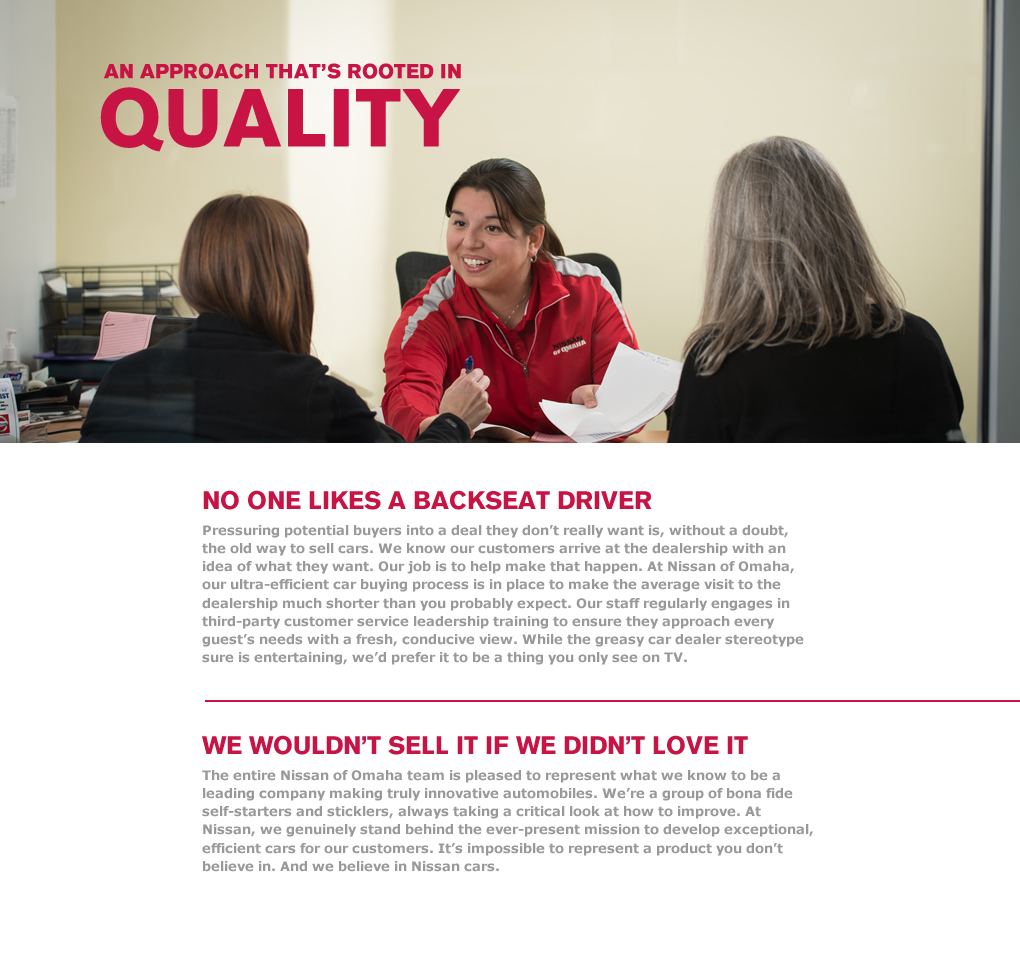 AN APPROACH THAT’S ROOTED IN
QUALITY
OF OMAHA
NO ONE LIKES A BACKSEAT DRIVER
Pressuring potential buyers into a deal they don’t really want is, without a doubt,
the old way to sell cars. We know our customers arrive at the dealership with an
idea of what they want. Our job is to help make that happen. At Nissan of Omaha,
our ultra-efficient car buying process is in place to make the average visit to the
dealership much shorter than you probably expect. Our staff regularly engages in
third-party customer service leadership training to ensure they approach every
guest’s needs with a fresh, conducive view. While the greasy car dealer stereotype
sure is entertaining, we’d prefer it to be a thing you only see on TV.
WE WOULDN’T SELL IT IF WE DIDN’T LOVE IT
The entire Nissan of Omaha team is pleased to represent what we know to be a
leading company making truly innovative automobiles. We’re a group of bona fide
self-starters and sticklers, always taking a critical look at how to improve. At
Nissan, we genuinely stand behind the ever-present mission to develop exceptional,
efficient cars for our customers. It’s impossible to represent a product you don’t
believe in. And we believe in Nissan cars.